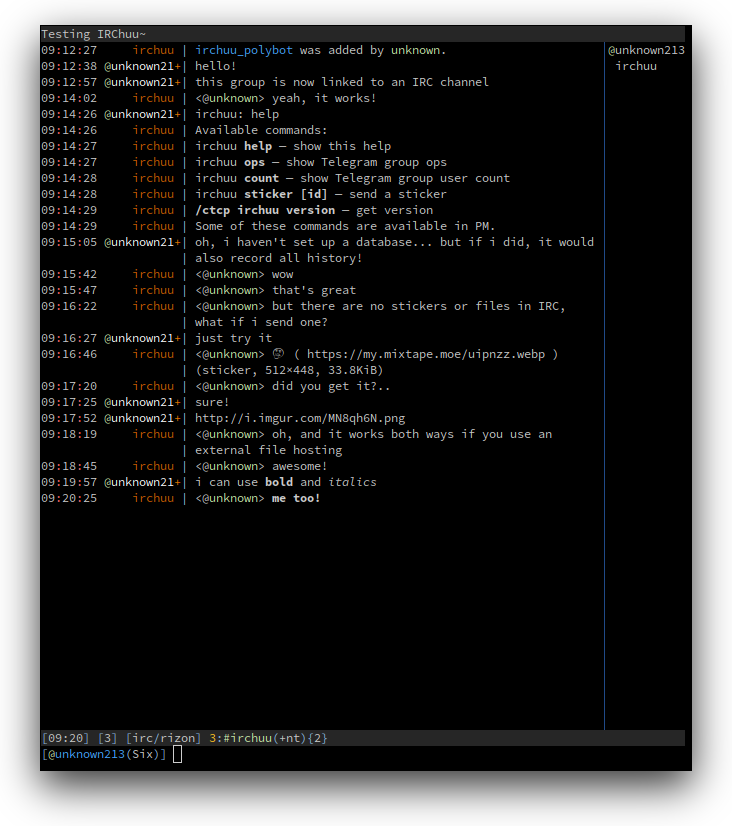 Testing IRChuu~
09:12:27 irchuu | irchuu_polybot was added by unknown. @unknown213
09:12:38 @unknown21+| hello! irchuu
09:12:57 @unknown21+| this group is now linked to an IRC channel
09:14:02 irchuu | <@unknown> yeah, it works!
09:14:26 @unknown21+| irchuu: help
09:14:26 irchuu | Available commands:
09:14:27 irchuu | irchuu help — show this help
09:14:27 irchuu | irchuu ops — show Telegram group ops
09:14:28 irchuu | irchuu count — show Telegram group user count
09:14:28 irchuu | irchuu sticker [id] — send a sticker
09:14:29 irchuu | /ctcp irchuu version — get version
09:14:29 irchuu | Some of these commands are available in PM.
09:15:05 @unknown21+| oh, i haven't set up a database... but if i did, it would
| also record all history!
09:15:42 irchuu | <@unknown> wow
09:15:47 irchuu | <@unknown> that's great
09:16:22 irchuu | <@unknown> but there are no stickers or files in IRC,
| what if i send one?
09:16:27 @unknown21+| just try it
09:16:46 irchuu | <@unknown> ( https://my.mixtape.moe/uipnzz.webp )
| (sticker, 512×448, 33.8KiB)
09:17:20 irchuu | <@unknown> did you get it?..
09:17:25 @unknown21+| sure!
09:17:52 @unknown21+| http://i.imgur.com/MN8qh6N.png
09:18:19 irchuu | <@unknown> oh, and it works both ways if you use an
| external file hosting
09:18:45 irchuu | <@unknown> awesome!
09:19:57 @unknown21+| i can use bold and italics
09:20:25 irchuu | <@unknown> me too!
[09:20] [3] [irc/rizon] 3:#irchuu(+nt){2}
[@unknown213(Six)]